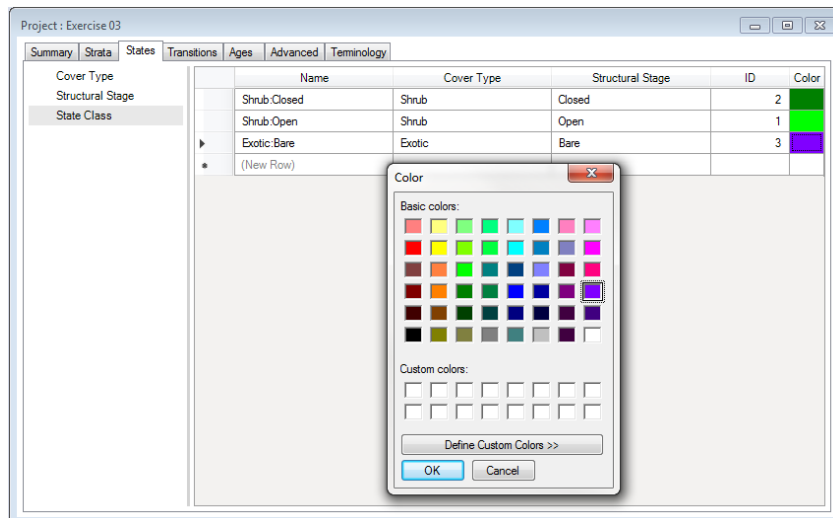 Project : Exercise 03
Summary Strata States Transitions Ages Advanced Terminology
Cover Type
Structural Stage
State Class
Name Cover Type Structural Stage ID Color
Shrub:Closed Shrub Closed 2
Shrub:Open Shrub Open 1
Exotic:Bare Exotic Bare 3
(New Row)
Color
Basic colors:
Custom colors:
Define Custom Colors >>
OK Cancel